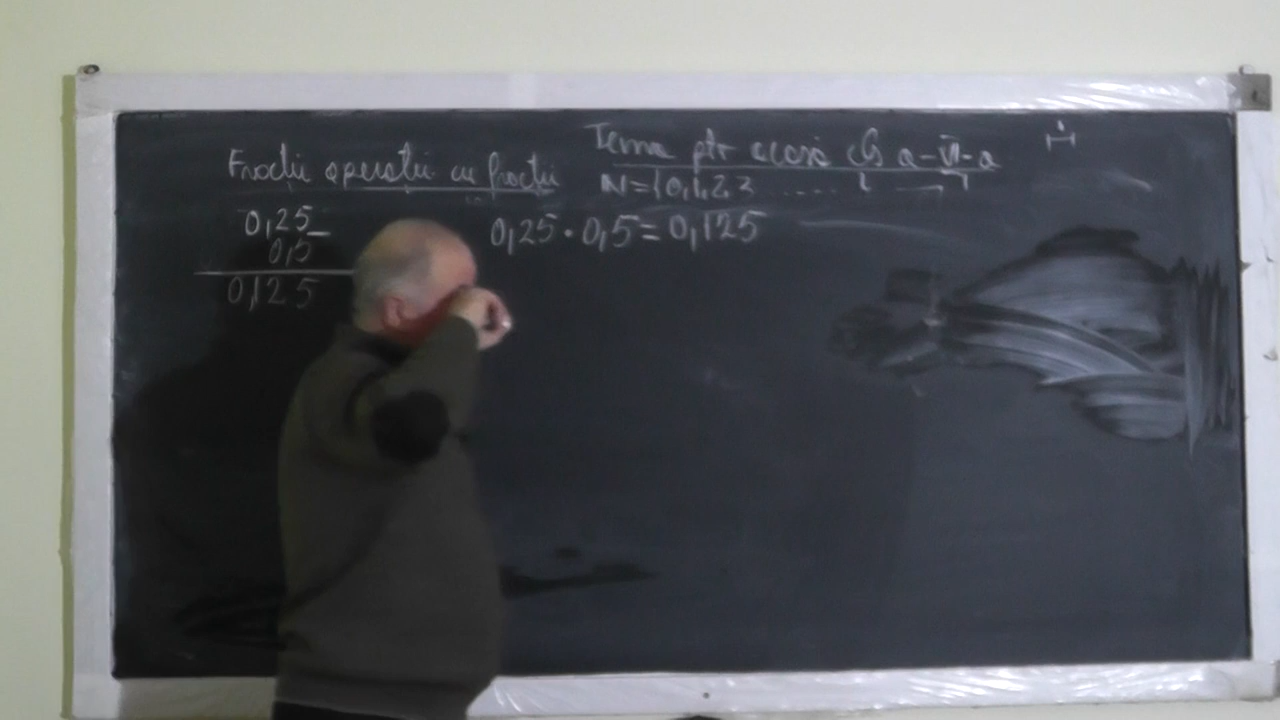 Fracții operații cu fracții
Tema ptr acasă cls a-VI-a
N={0,1,2,3 .....
0,25
0,5
0,125
0,25·0,5=0,125